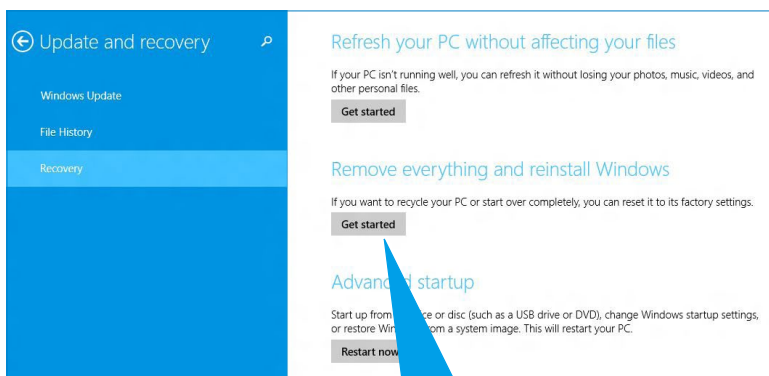 Update and recovery
Windows Update
File History
Recovery
Refresh your PC without affecting your files
If your PC isn't running well, you can refresh it without losing your photos, music, videos, and
other personal files.
Get started
Remove everything and reinstall Windows
If you want to recycle your PC or start over completely, you can reset it to its factory settings.
Get started
startup
Start up from or disc (such as a USB drive or DVD), change Windows startup settings,
or restore from a system image. This will restart your PC.
Restart now